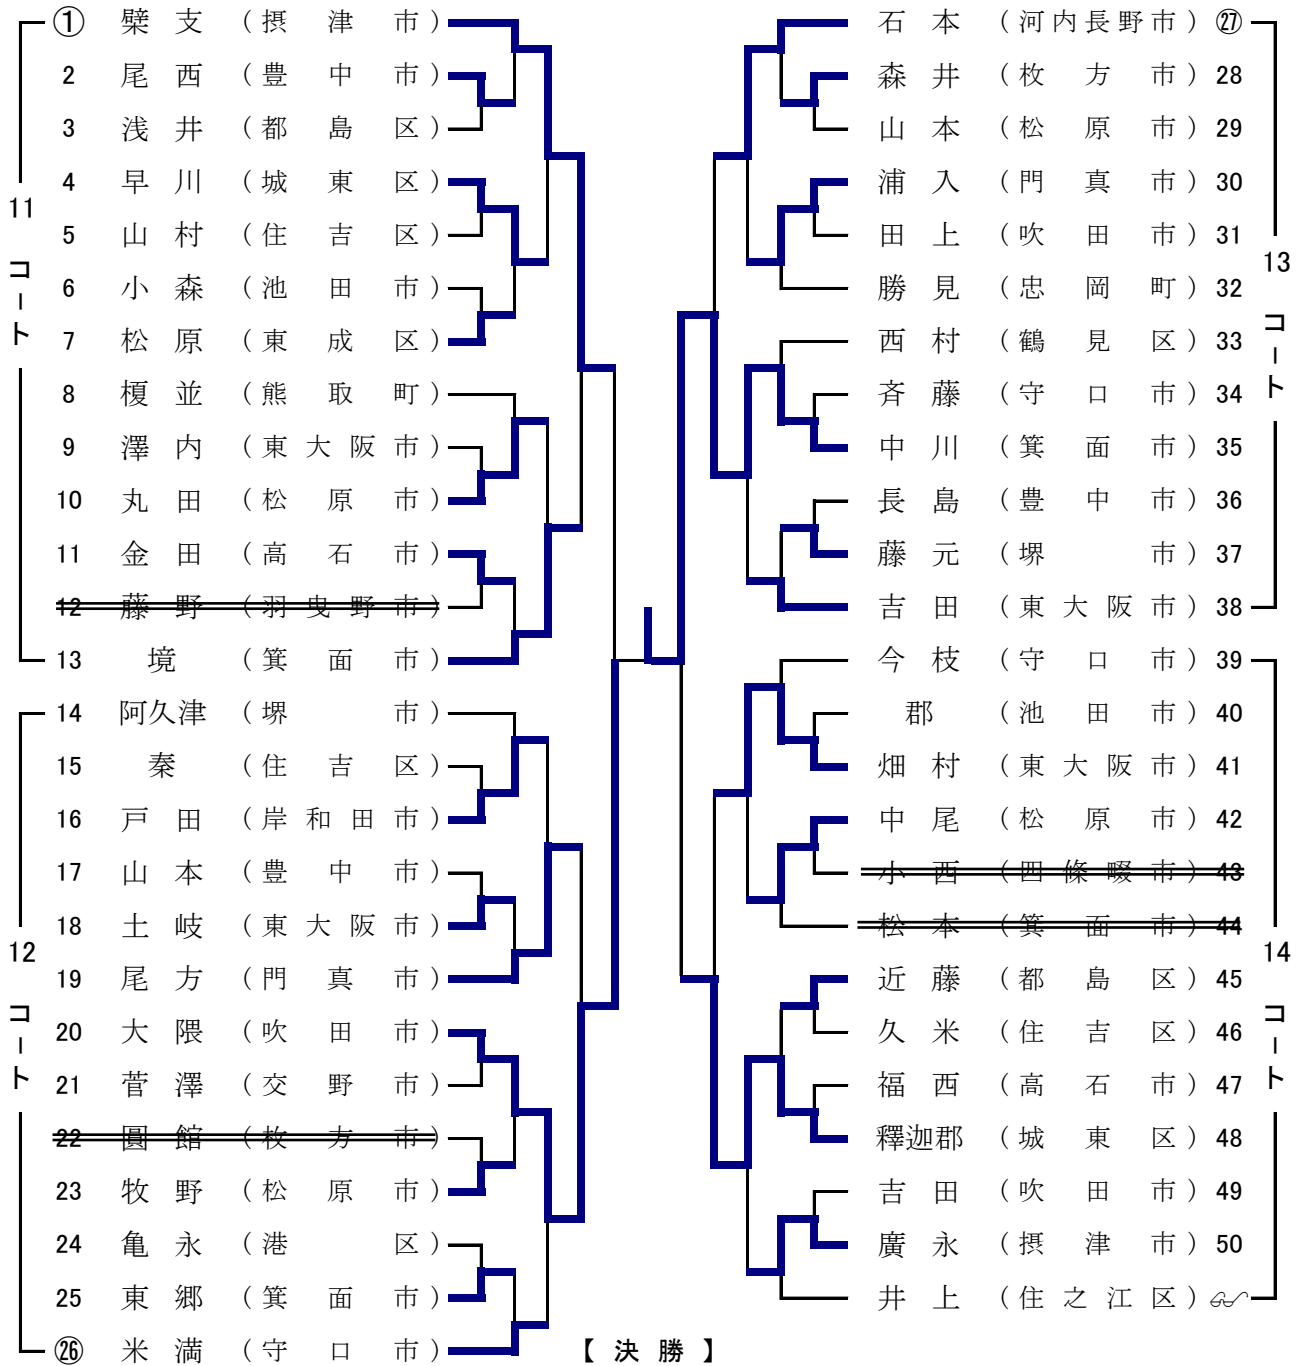 ① 檗支 (摂津市)
2 尾西 (豊中市)
3 浅井 (都島区)
4 早川 (城東区)
5 山村 (住吉区)
6 小森 (池田市)
7 松原 (東成区)
8 榎並 (熊取町)
9 澤内 (東大阪市)
10 丸田 (松原市)
11 金田 (高石市)
12 藤野 (羽曳野市)
13 境 (箕面市)
11 コート
14 阿久津 (堺市)
15 秦 (住吉区)
16 戸田 (岸和田市)
17 山本 (豊中市)
18 土岐 (東大阪市)
19 尾方 (門真市)
20 大隈 (吹田市)
21 菅澤 (交野市)
22 圓館 (枚方市)
23 牧野 (松原市)
24 亀永 (港区)
25 東郷 (箕面市)
㉖ 米満 (守口市)
12 コート
石本 (河内長野市) ㉗
森井 (枚方市) 28
山本 (松原市) 29
浦入 (門真市) 30
田上 (吹田市) 31
勝見 (忠岡町) 32
西村 (鶴見区) 33
斉藤 (守口市) 34
中川 (箕面市) 35
長島 (豊中市) 36
藤元 (堺市) 37
吉田 (東大阪市) 38
13 コート
今枝 (守口市) 39
郡 (池田市) 40
畑村 (東大阪市) 41
中尾 (松原市) 42
小西 (四條畷市) 43
松本 (箕面市) 44
近藤 (都島区) 45
久米 (住吉区) 46
福西 (高石市) 47
釋迦郡 (城東区) 48
吉田 (吹田市) 49
廣永 (摂津市) 50
井上 (住之江区)
14 コート
【決勝】